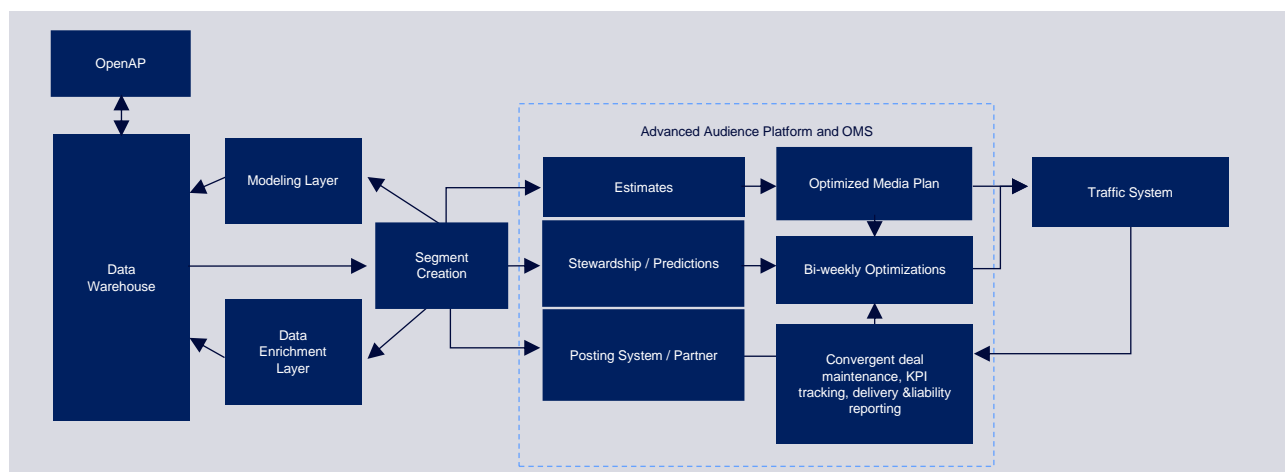 OpenAP
Advanced Audience Platform and OMS
Modeling Layer
Estimates
Optimized Media Plan
Traffic System
Data
Warehouse
Segment
Creation
Stewardship / Predictions
Bi-weekly Optimizations
Data
Enrichment
Layer
Posting System / Partner
Convergent deal
maintenance, KPI
tracking, delivery &liability
reporting